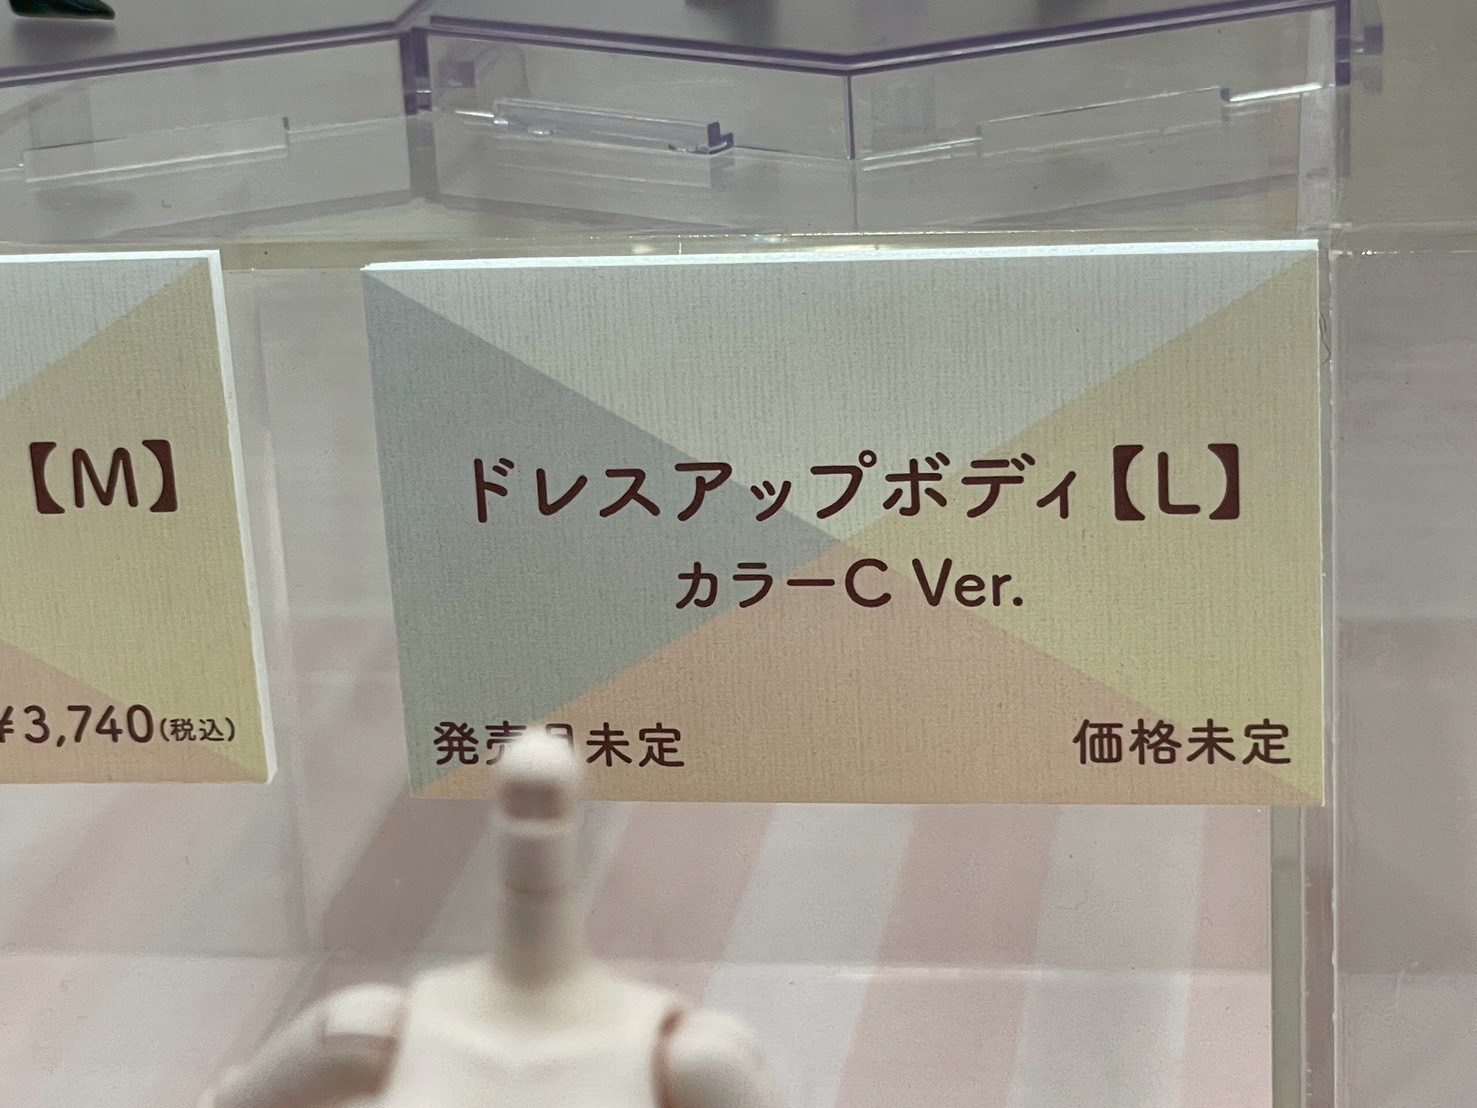 【M】
¥3,740(税込)
ドレスアップボディ【L】
カラーC Ver.
発売日未定
価格未定